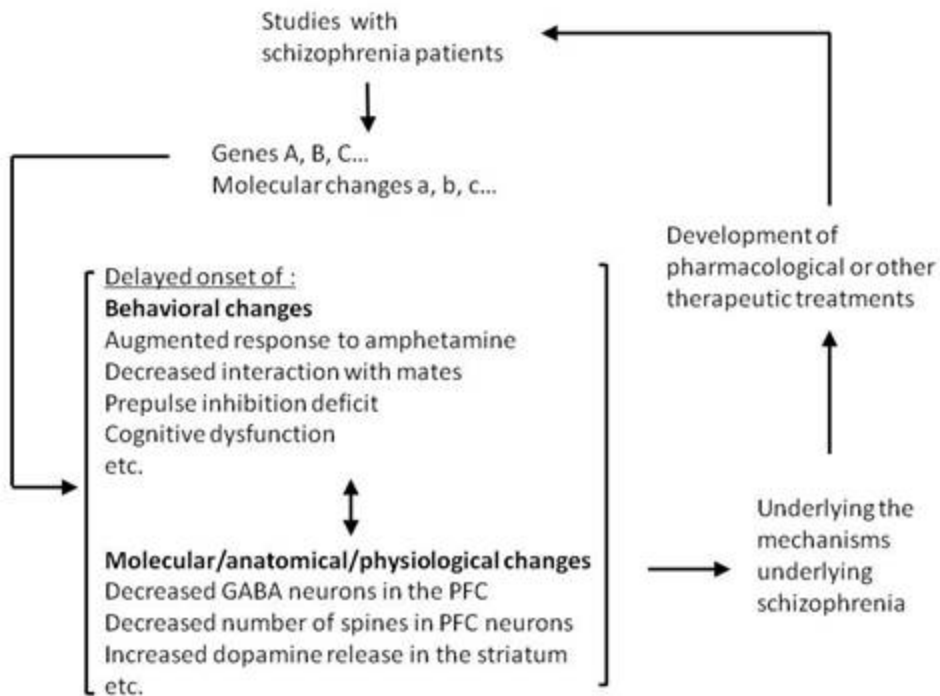 Studies with
schizophrenia patients
Genes A, B, C...
Molecular changes a, b, c...
Delayed onset of :
Behavioral changes
Augmented response to amphetamine
Decreased interaction with mates
Prepulse inhibition deficit
Cognitive dysfunction
etc.
Molecular/anatomical/physiological changes
Decreased GABA neurons in the PFC
Decreased number of spines in PFC neurons
Increased dopamine release in the striatum
etc.
Underlying the
mechanisms
underlying
schizophrenia
Development of
pharmacological or other
therapeutic treatments